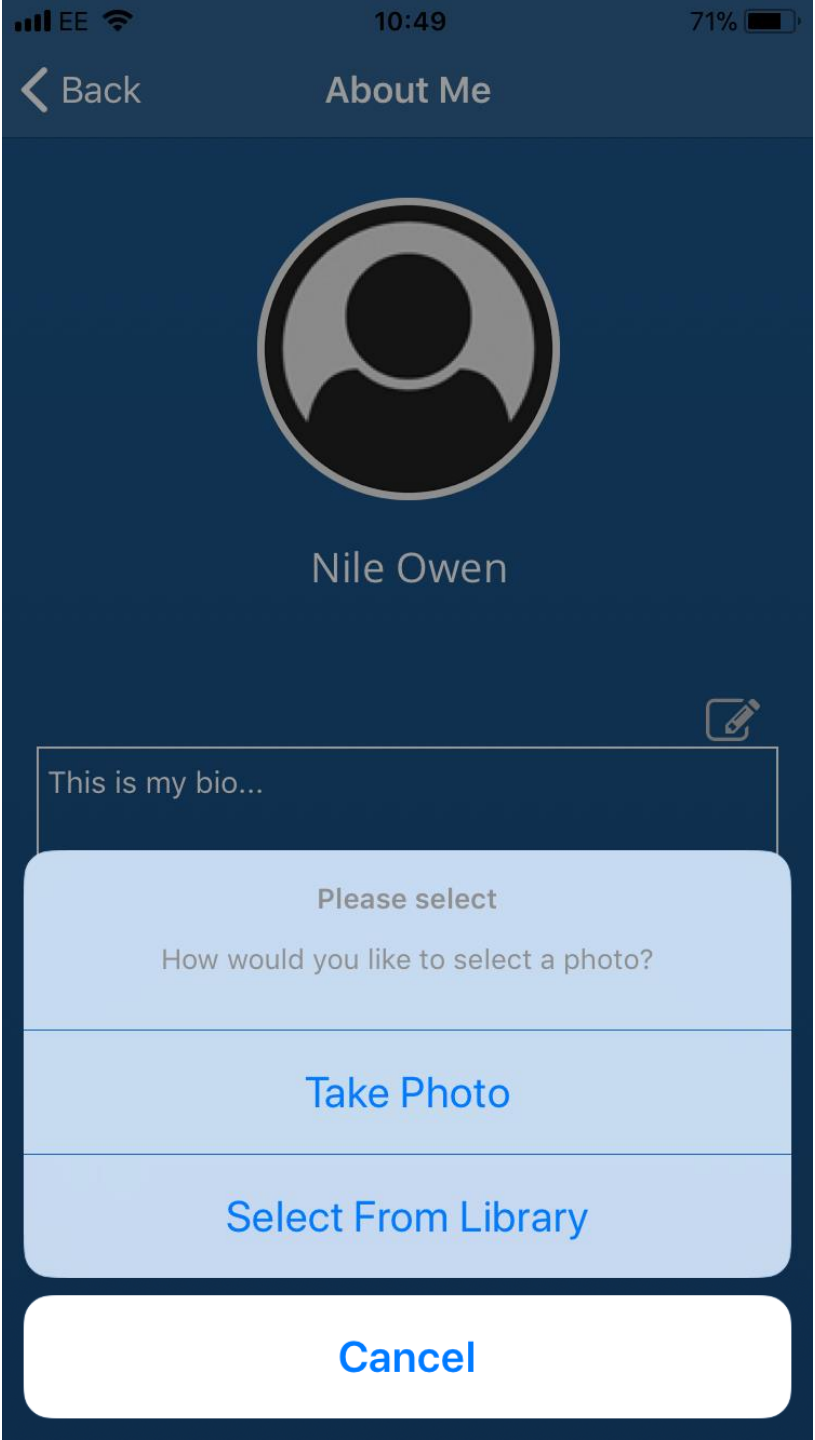 EE 10:49 71%
Back About Me
Nile Owen
This is my bio...
Please select
How would you like to select a photo?
Take Photo
Select From Library
Cancel